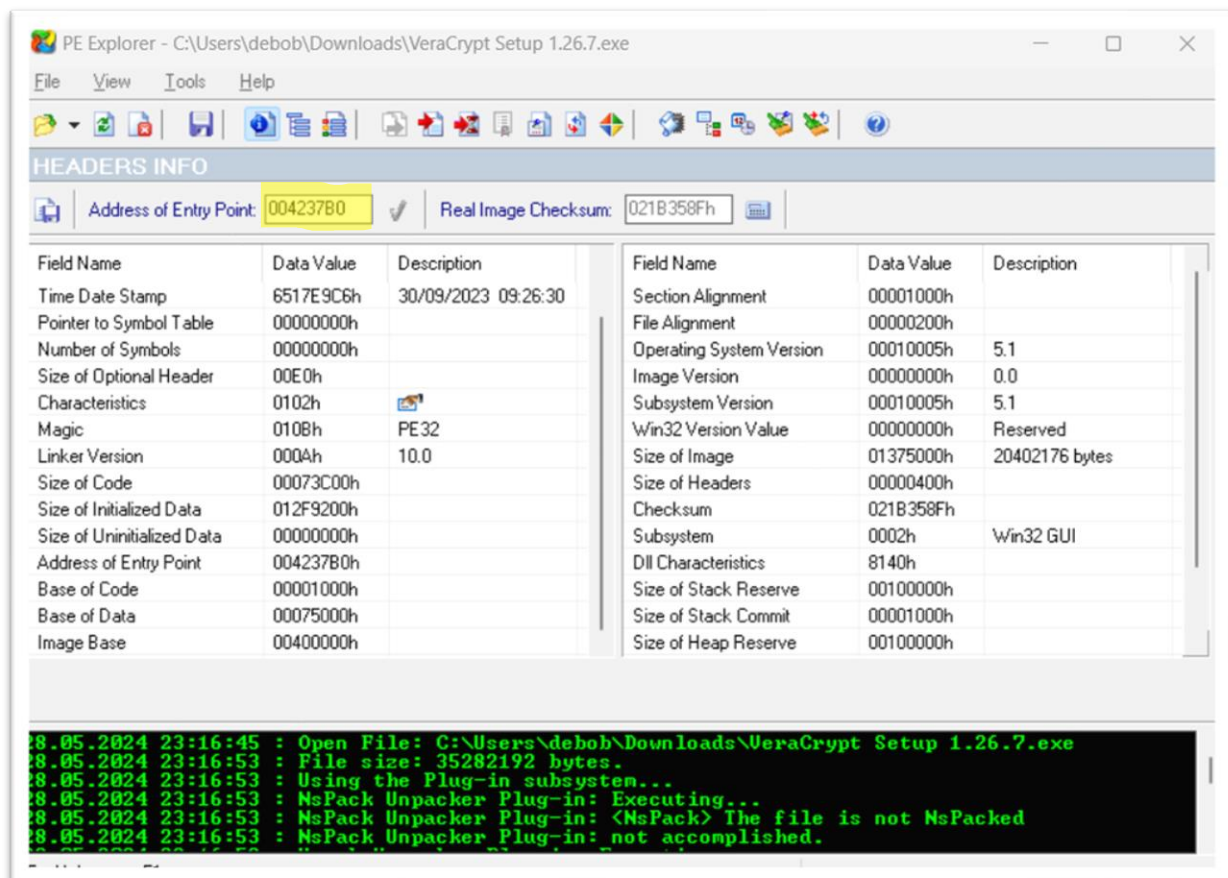 PE Explorer - C:\Users\debob\Downloads\VeraCrypt Setup 1.26.7.exe
File View Tools Help
HEADERS INFO
Address of Entry Point: 004237B0 Real Image Checksum: 021B358Fh
Field Name Data Value Description Field Name Data Value Description
Time Date Stamp 6517E9C6h 30/09/2023 09:26:30 Section Alignment 00001000h
Pointer to Symbol Table 00000000h File Alignment 00000200h
Number of Symbols 00000000h Operating System Version 00010005h 5.1
Size of Optional Header 00E0h Image Version 00000000h 0.0
Characteristics 0102h Subsystem Version 00010005h 5.1
Magic 010Bh PE32 Win32 Version Value 00000000h Reserved
Linker Version 000Ah 10.0 Size of Image 01375000h 20402176 bytes
Size of Code 00073C00h Size of Headers 00000400h
Size of Initialized Data 012F9200h Checksum 021B358Fh
Size of Uninitialized Data 00000000h Subsystem 0002h Win32 GUI
Address of Entry Point 004237B0h Dll Characteristics 8140h
Base of Code 00001000h Size of Stack Reserve 00100000h
Base of Data 00075000h Size of Stack Commit 00001000h
Image Base 00400000h Size of Heap Reserve 00100000h
28.05.2024 23:16:45 : Open File: C:\Users\debob\Downloads\VeraCrypt Setup 1.26.7.exe
28.05.2024 23:16:53 : File size: 35282192 bytes.
28.05.2024 23:16:53 : Using the Plug-in subsystem...
28.05.2024 23:16:53 : NsPack Unpacker Plug-in: Executing...
28.05.2024 23:16:53 : NsPack Unpacker Plug-in: <NsPack> The file is not NsPacked
28.05.2024 23:16:53 : NsPack Unpacker Plug-in: not accomplished.